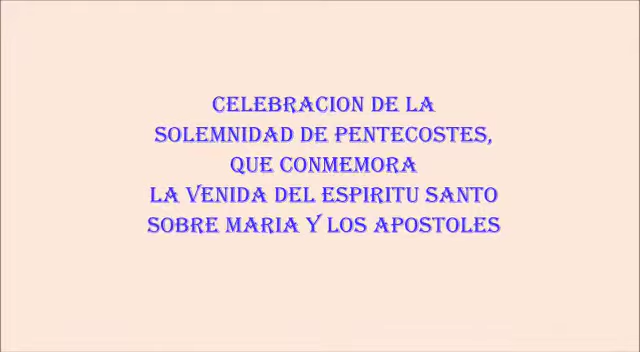 CELEBRACION DE LA
SOLEMNIDAD DE PENTECOSTES,
QUE CONMEMORA
LA VENIDA DEL ESPIRITU SANTO
SOBRE MARIA Y LOS APOSTOLES